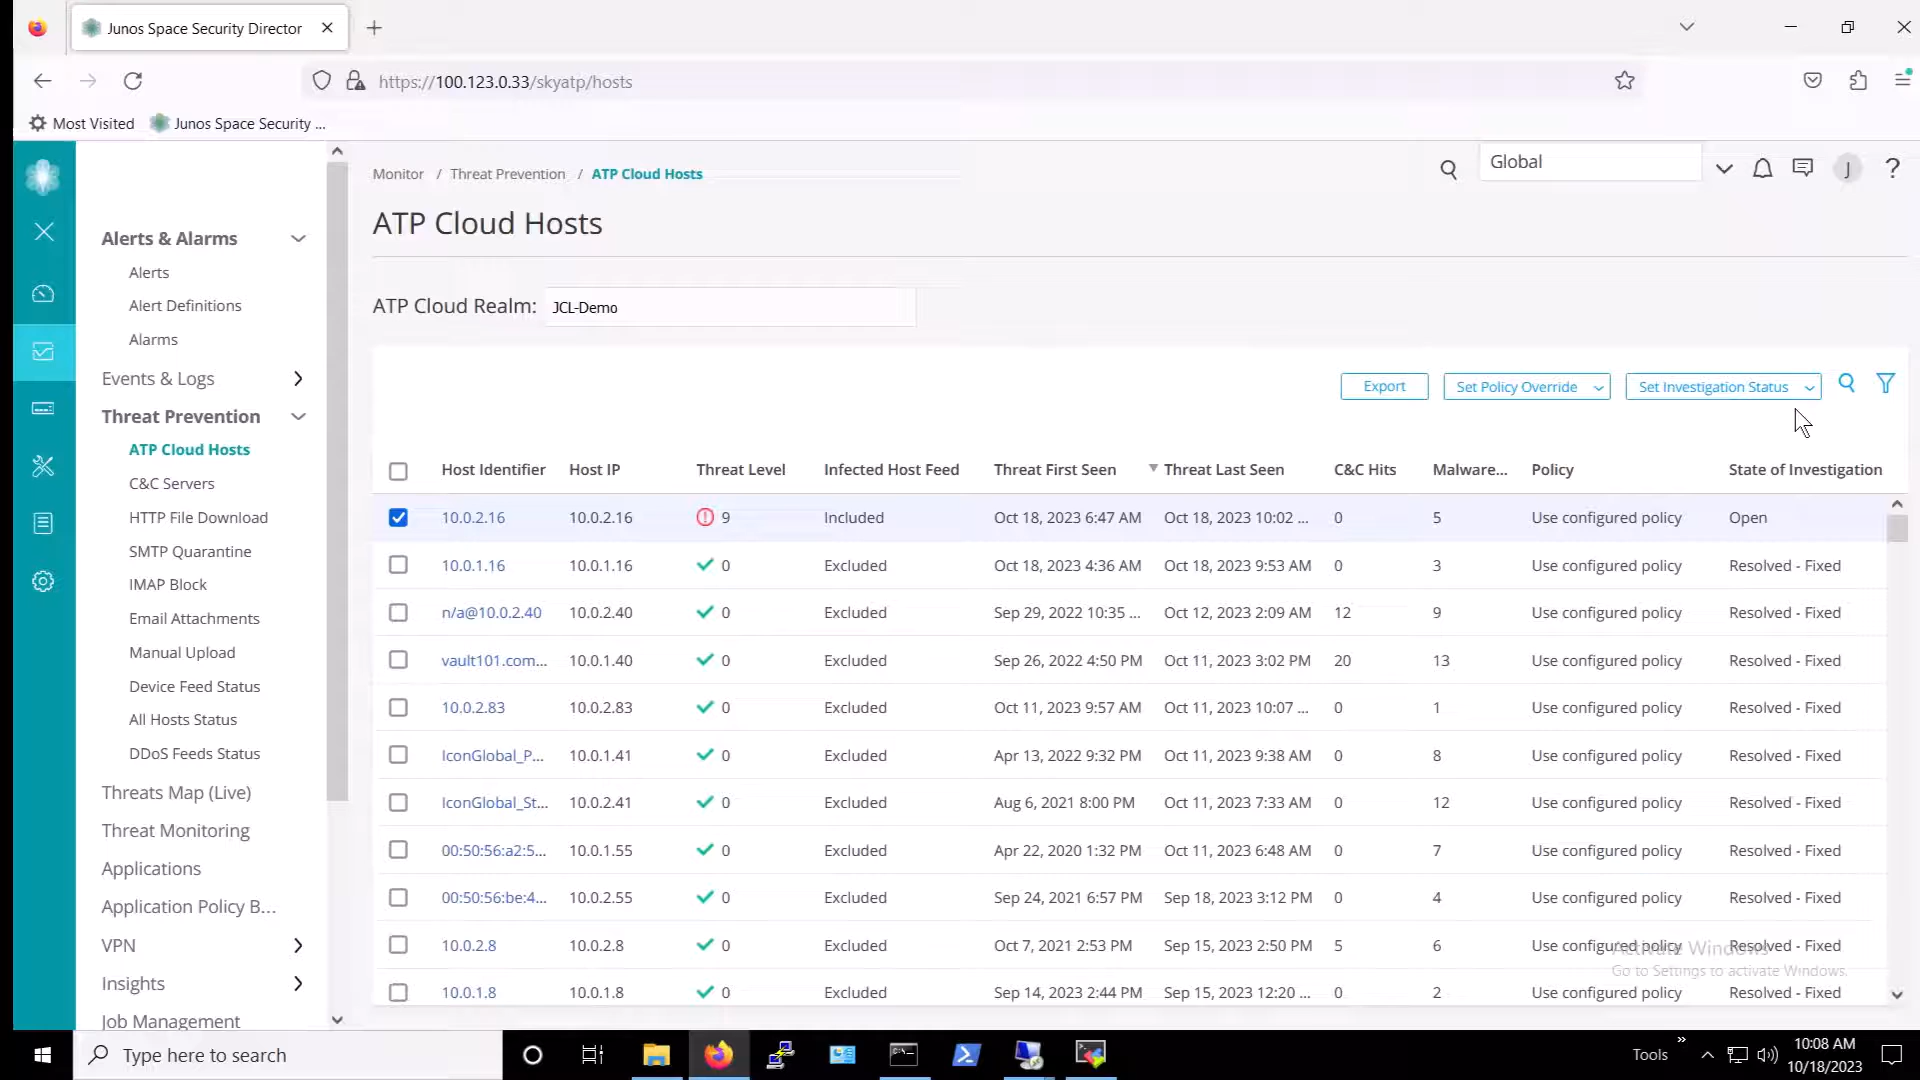 Junos Space Security Director
https://100.123.0.33/skyatp/hosts
Most Visited
Junos Space Security ...
Monitor / Threat Prevention / ATP Cloud Hosts
Global
J
?
ATP Cloud Hosts
ATP Cloud Realm: JCL-Demo
Alerts & Alarms
Alerts
Alert Definitions
Alarms
Events & Logs
Threat Prevention
ATP Cloud Hosts
C&C Servers
HTTP File Download
SMTP Quarantine
IMAP Block
Email Attachments
Manual Upload
Device Feed Status
All Hosts Status
DDoS Feeds Status
Threats Map (Live)
Threat Monitoring
Applications
Application Policy B...
VPN
Insights
Job Management
Export Set Policy Override Set Investigation Status
Host Identifier Host IP Threat Level Infected Host Feed Threat First Seen Threat Last Seen C&C Hits Malware... Policy State of Investigation
10.0.2.16 10.0.2.16 9 Included Oct 18, 2023 6:47 AM Oct 18, 2023 10:02 ... 0 5 Use configured policy Open
10.0.1.16 10.0.1.16 0 Excluded Oct 18, 2023 4:36 AM Oct 18, 2023 9:53 AM 0 3 Use configured policy Resolved - Fixed
n/a@10.0.2.40 10.0.2.40 0 Excluded Sep 29, 2022 10:35 ... Oct 12, 2023 2:09 AM 12 9 Use configured policy Resolved - Fixed
vault101.com... 10.0.1.40 0 Excluded Sep 26, 2022 4:50 PM Oct 11, 2023 3:02 PM 20 13 Use configured policy Resolved - Fixed
10.0.2.83 10.0.2.83 0 Excluded Oct 11, 2023 9:57 AM Oct 11, 2023 10:07 ... 0 1 Use configured policy Resolved - Fixed
IconGlobal_P... 10.0.1.41 0 Excluded Apr 13, 2022 9:32 PM Oct 11, 2023 9:38 AM 0 8 Use configured policy Resolved - Fixed
IconGlobal_St... 10.0.2.41 0 Excluded Aug 6, 2021 8:00 PM Oct 11, 2023 7:33 AM 0 12 Use configured policy Resolved - Fixed
00:50:56:a2:5... 10.0.1.55 0 Excluded Apr 22, 2020 1:32 PM Oct 11, 2023 6:48 AM 0 7 Use configured policy Resolved - Fixed
00:50:56:be:4... 10.0.2.55 0 Excluded Sep 24, 2021 6:57 PM Sep 18, 2023 3:12 PM 0 4 Use configured policy Resolved - Fixed
10.0.2.8 10.0.2.8 0 Excluded Oct 7, 2021 2:53 PM Sep 15, 2023 2:50 PM 5 6 Use configured policy Resolved - Fixed
10.0.1.8 10.0.1.8 0 Excluded Sep 14, 2023 2:44 PM Sep 15, 2023 12:20 ... 0 2 Use configured policy Resolved - Fixed
Activate Windows
Go to Settings to activate Windows.
Type here to search
Tools
10:08 AM
10/18/2023